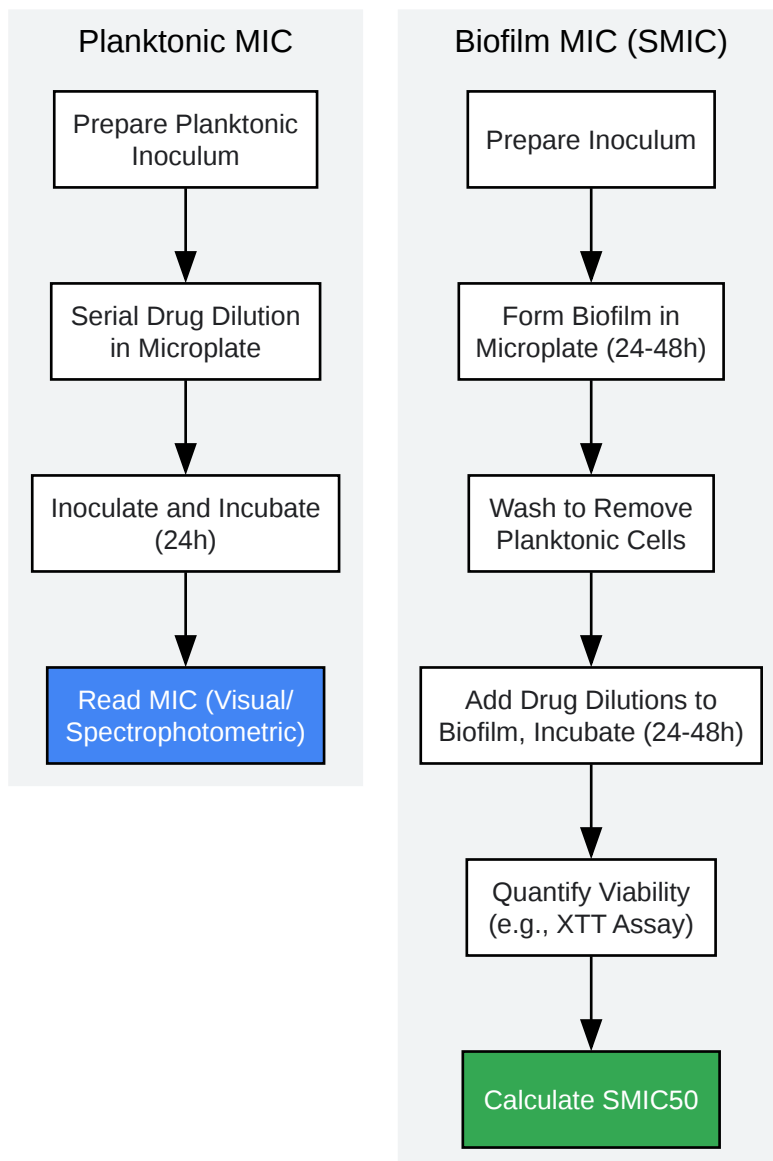 Planktonic MIC
Prepare Planktonic
Inoculum
Serial Drug Dilution
in Microplate
Inoculate and Incubate
(24h)
Read MIC (Visual/
Spectrophotometric)
Biofilm MIC (SMIC)
Prepare Inoculum
Form Biofilm in
Microplate (24-48h)
Wash to Remove
Planktonic Cells
Add Drug Dilutions to
Biofilm, Incubate (24-48h)
Quantify Viability
(e.g., XTT Assay)
Calculate SMIC50